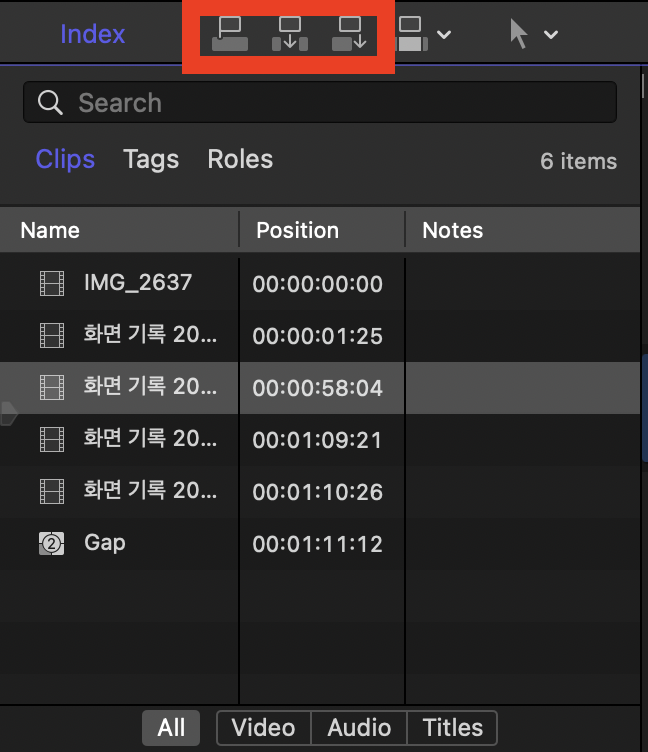 Index
Search
Clips Tags Roles 6 items
Name Position Notes
IMG_2637 00:00:00:00
화면 기록 20... 00:00:01:25
화면 기록 20... 00:00:58:04
화면 기록 20... 00:01:09:21
화면 기록 20... 00:01:10:26
2 Gap 00:01:11:12
All Video Audio Titles